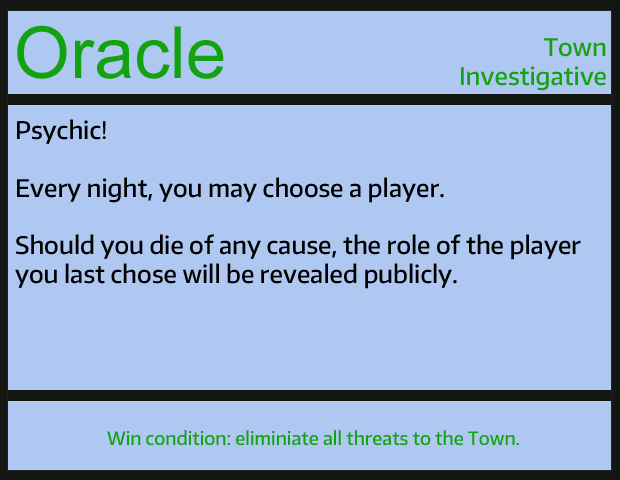 Oracle
Town
Investigative
Psychic!
Every night, you may choose a player.
Should you die of any cause, the role of the player
you last chose will be revealed publicly.
Win condition: eliminiate all threats to the Town.